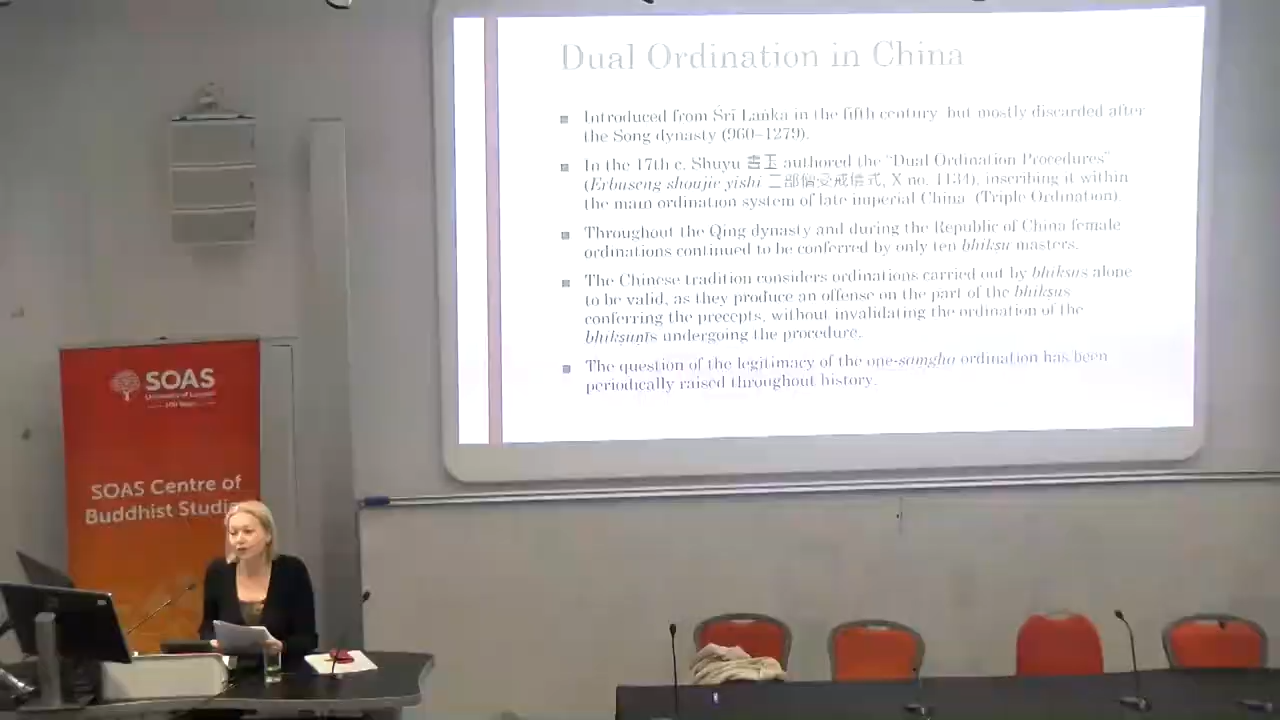 Dual Ordination in China
Introduced from Śrī Laṅka in the fifth century, but mostly discarded after
the Song dynasty (960–1279).
In the 17th c. Shuyu 書玉 authored the “Dual Ordination Procedures”
(Erbuseng shoujie yishi 二部僧受戒儀式, X no. 1134), inscribing it within
the main ordination system of late imperial China (Triple Ordination).
Throughout the Qing dynasty and during the Republic of China female
ordinations continued to be conferred by only ten bhikṣu masters.
The Chinese tradition considers ordinations carried out by bhikṣus alone
to be valid, as they produce an offense on the part of the bhikṣus
conferring the precepts, without invalidating the ordination of the
bhikṣuṇīs undergoing the procedure.
The question of the legitimacy of the one-saṃgha ordination has been
periodically raised throughout history.
SOAS
University of London
SOAS Centre of
Buddhist Studie